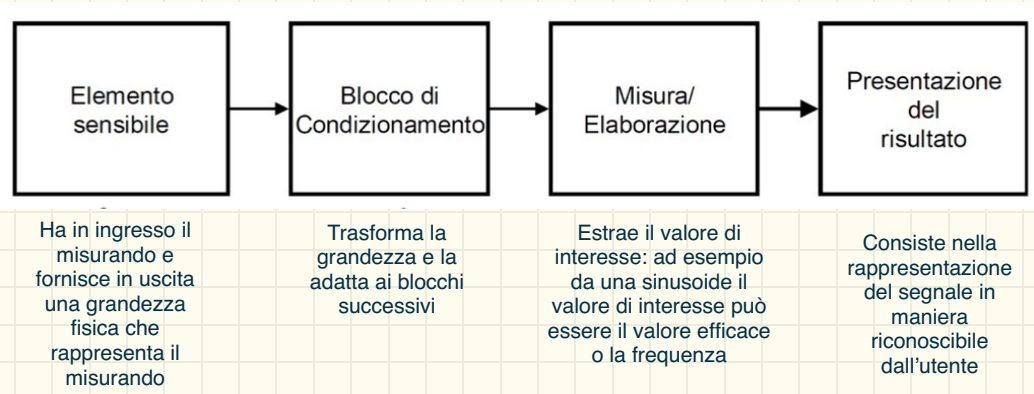 Elemento
sensibile
Blocco di
Condizionamento
Misura/
Elaborazione
Presentazione
del
risultato
Ha in ingresso il
misurando e
fornisce in uscita
una grandezza
fisica che
rappresenta il
misurando
Trasforma la
grandezza e la
adatta ai blocchi
successivi
Estrae il valore di
interesse: ad esempio
da una sinusoide il
valore di interesse può
essere il valore efficace
o la frequenza
Consiste nella
rappresentazione
del segnale in
maniera
riconoscibile
dall’utente